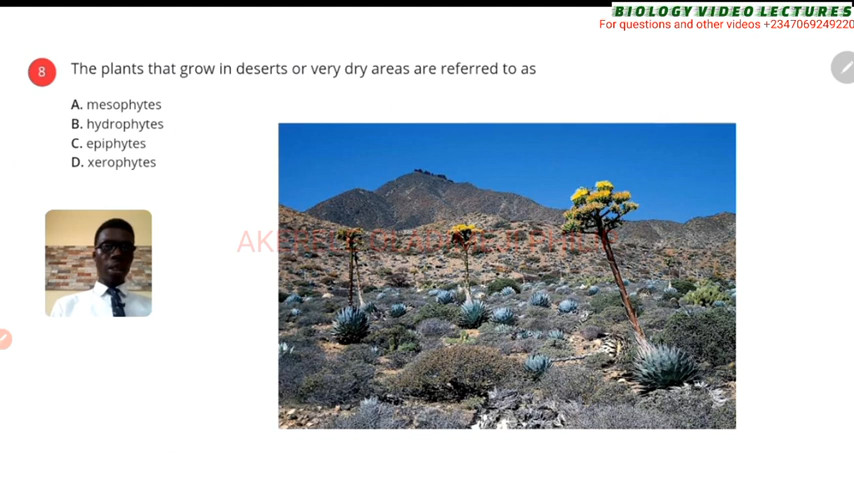 BIOLOGY VIDEO LECTURES
For questions and other videos +2347069249220
8 The plants that grow in deserts or very dry areas are referred to as
A. mesophytes
B. hydrophytes
C. epiphytes
D. xerophytes